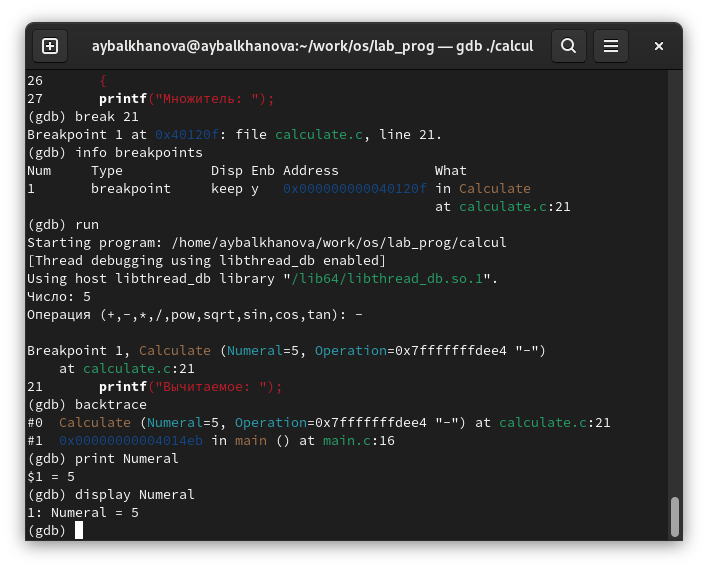 aybalkhanova@aybalkhanova:~/work/os/lab_prog — gdb ./calcul
26       {
27       printf("Множитель: ");
(gdb) break 21
Breakpoint 1 at 0x40120f: file calculate.c, line 21.
(gdb) info breakpoints
Num     Type           Disp Enb Address            What
1       breakpoint     keep y   0x000000000040120f in Calculate
                                                   at calculate.c:21
(gdb) run
Starting program: /home/aybalkhanova/work/os/lab_prog/calcul
[Thread debugging using libthread_db enabled]
Using host libthread_db library "/lib64/libthread_db.so.1".
Число: 5
Операция (+,-,*,/,pow,sqrt,sin,cos,tan): -

Breakpoint 1, Calculate (Numeral=5, Operation=0x7fffffffdee4 "-")
    at calculate.c:21
21       printf("Вычитаемое: ");
(gdb) backtrace
#0  Calculate (Numeral=5, Operation=0x7fffffffdee4 "-") at calculate.c:21
#1  0x00000000004014eb in main () at main.c:16
(gdb) print Numeral
$1 = 5
(gdb) display Numeral
1: Numeral = 5
(gdb)